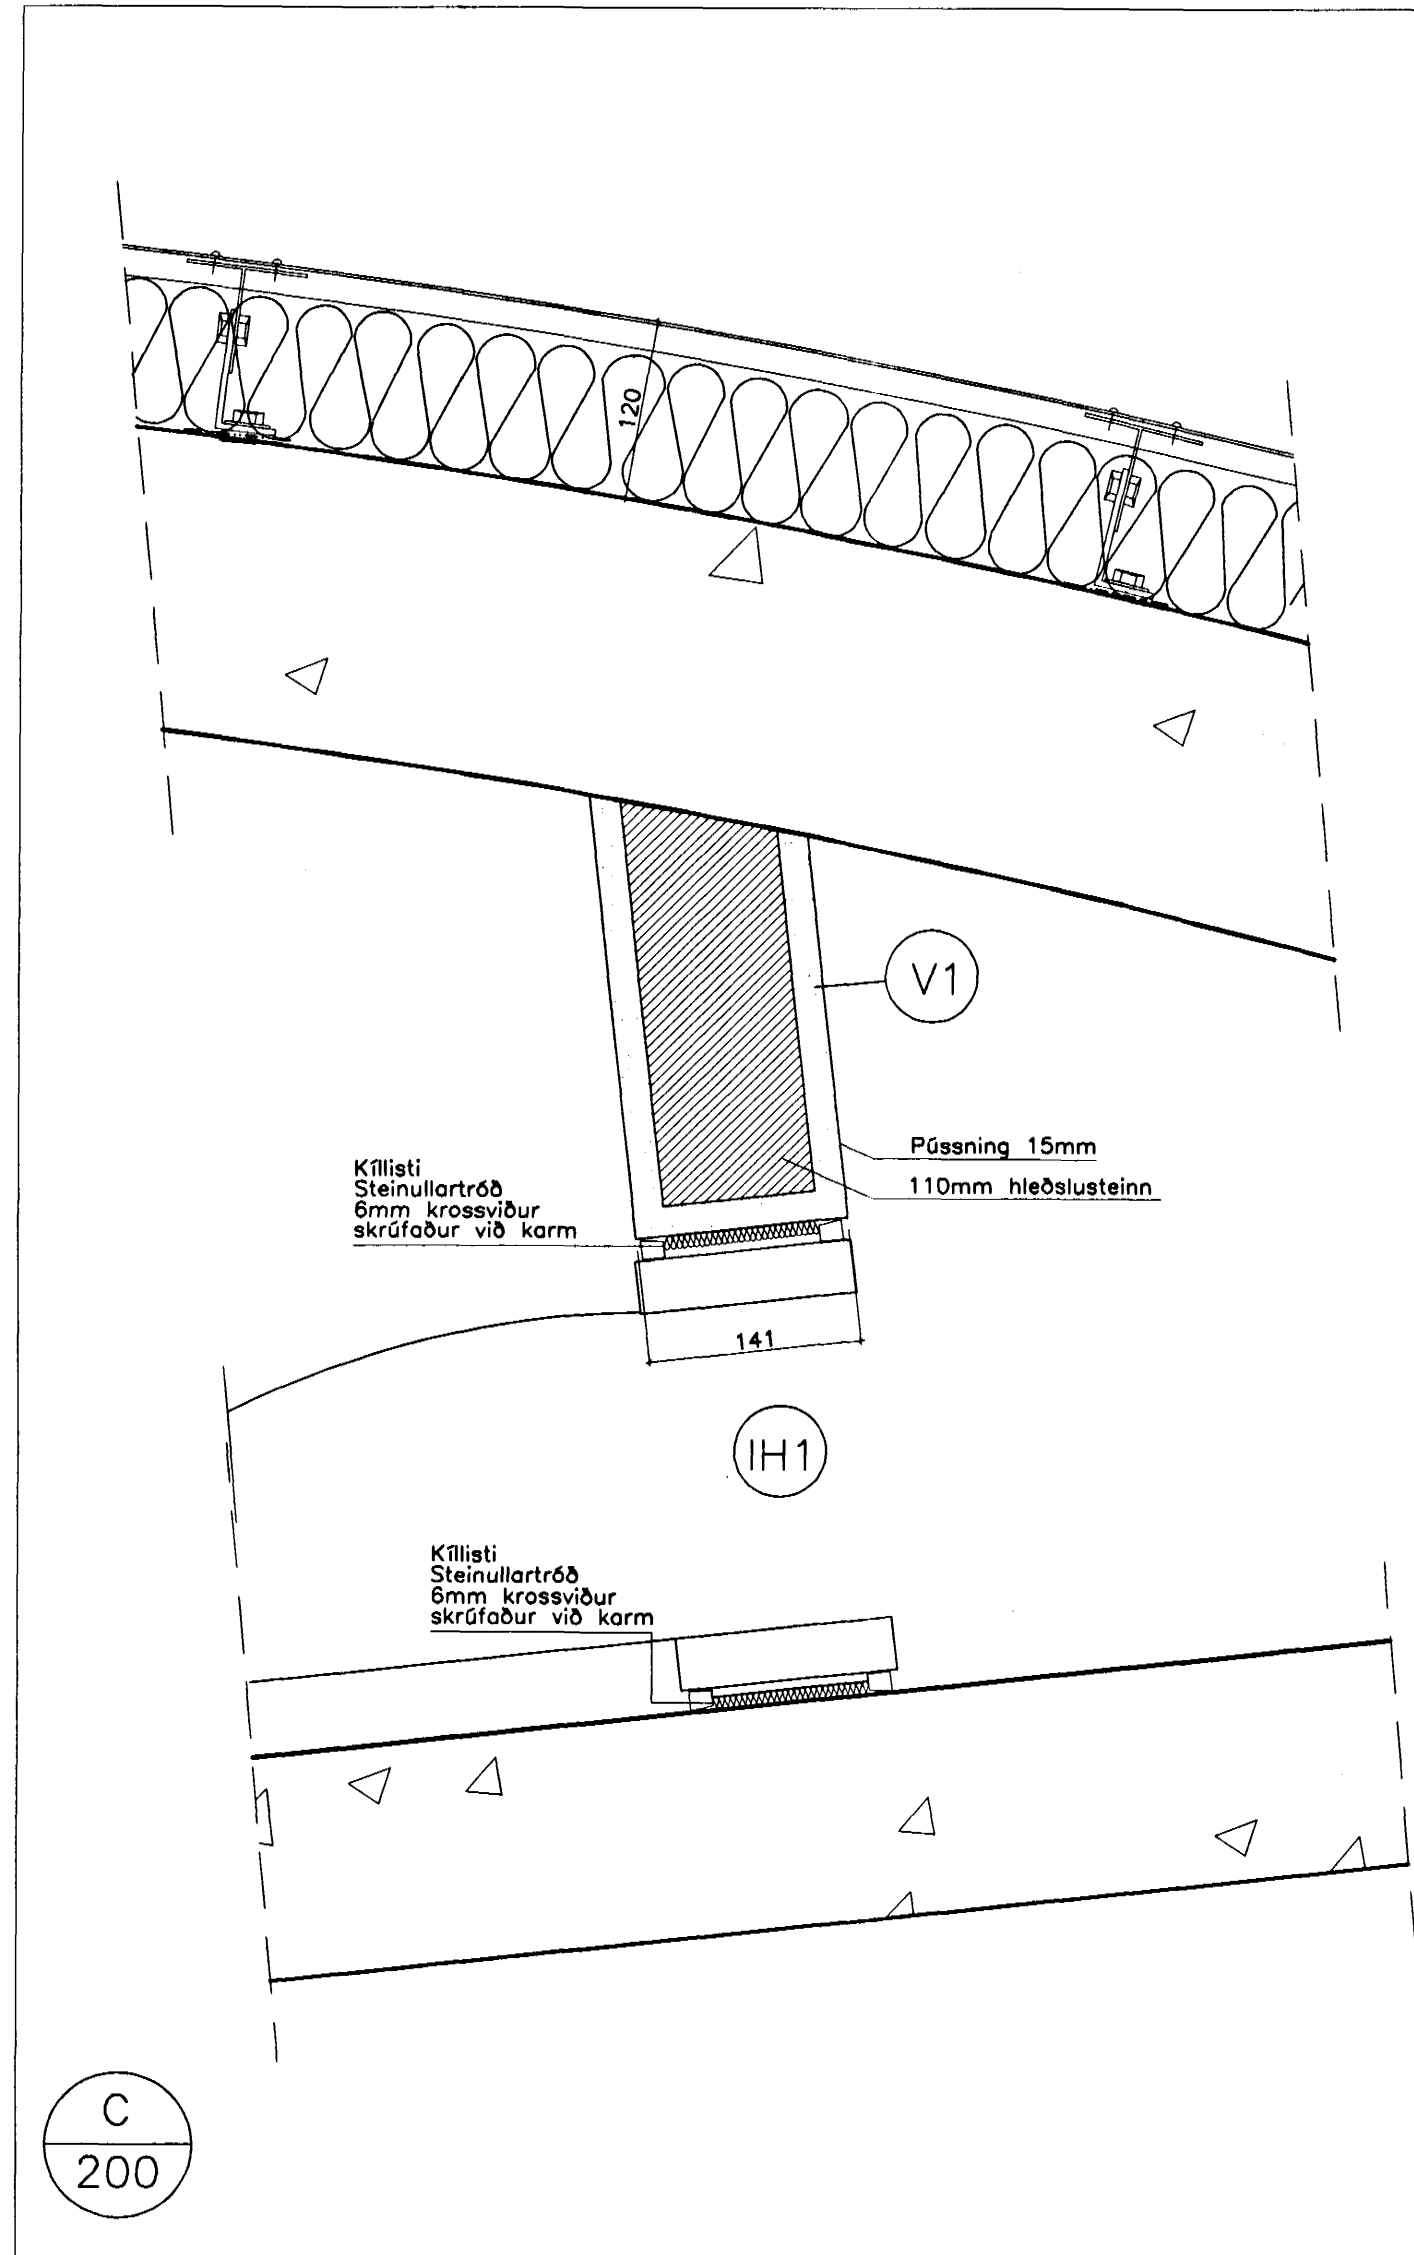 120
V1
Pússning 15mm
110mm hleðslusteinn
Kíllisti
Steinullartróð
6mm krossviður
skrúfaður við karm
141
IH1
Kíllisti
Steinullartróð
6mm krossviður
skrúfaður við karm
C
200